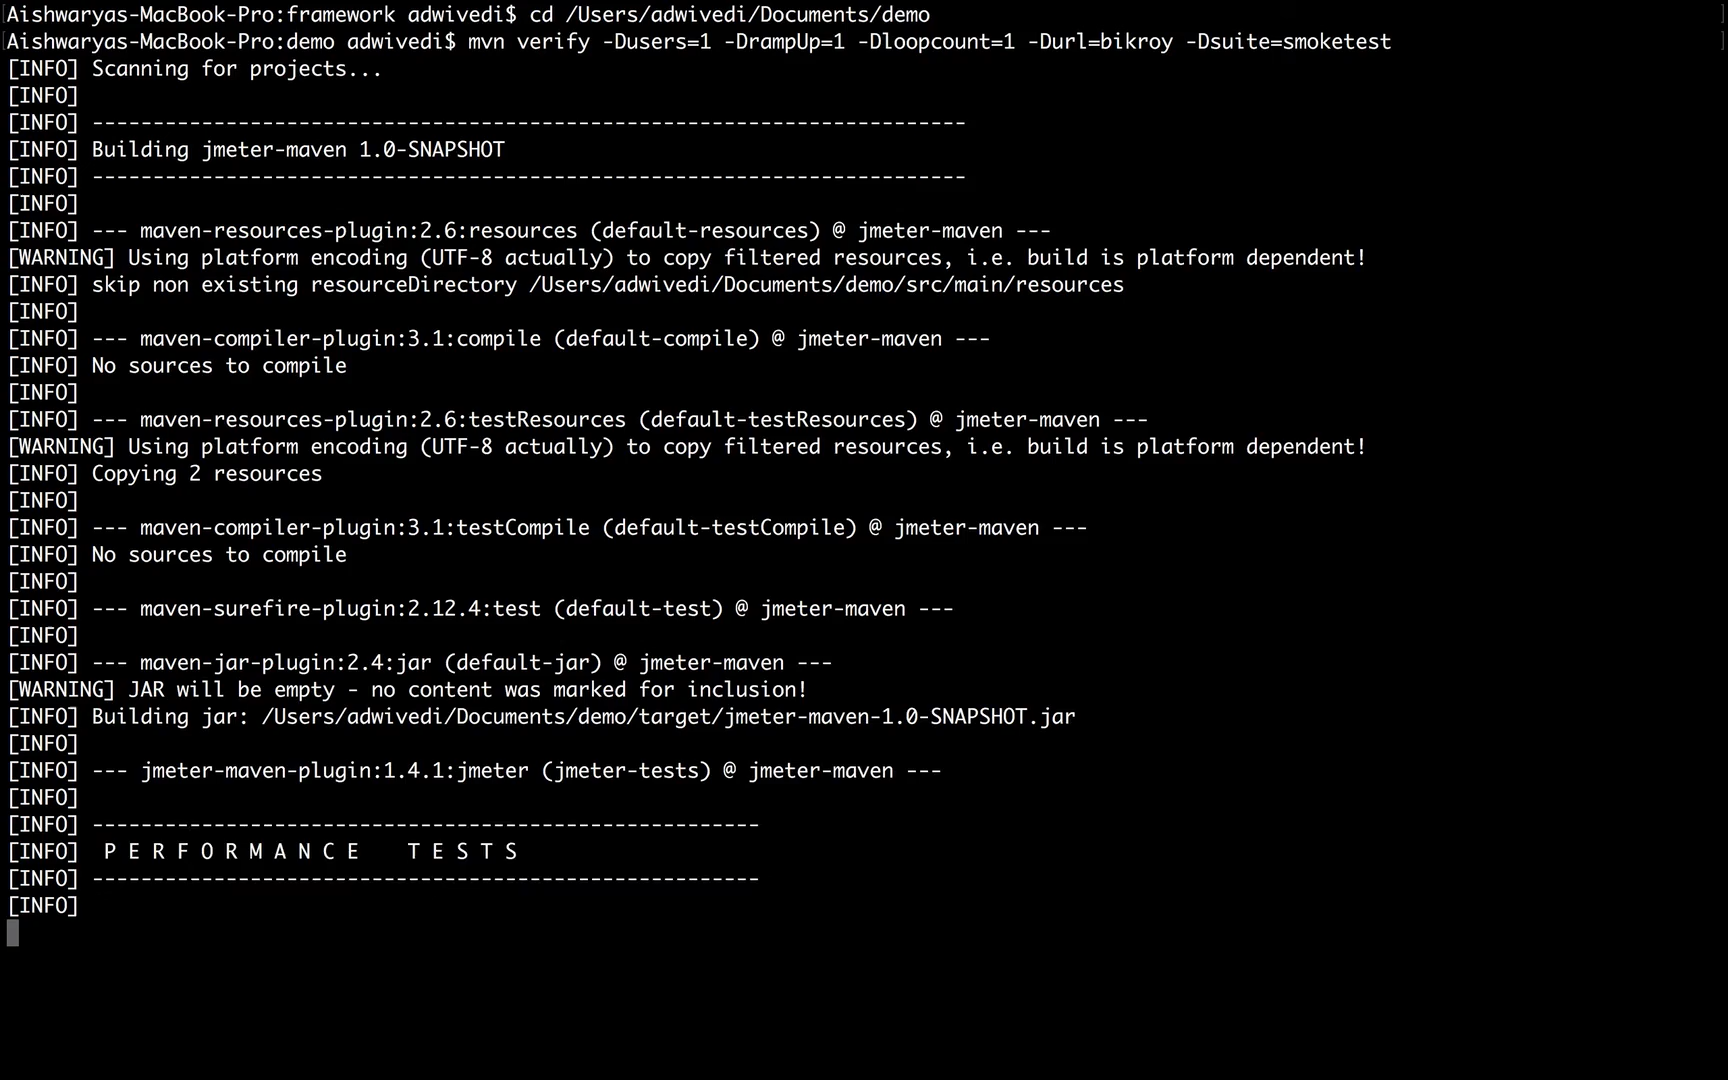 Aishwaryas-MacBook-Pro:framework adwivedi$ cd /Users/adwivedi/Documents/demo
Aishwaryas-MacBook-Pro:demo adwivedi$ mvn verify -Dusers=1 -DrampUp=1 -Dloopcount=1 -Durl=bikroy -Dsuite=smoketest
[INFO] Scanning for projects...
[INFO]
[INFO] ------------------------------------------------------------------------
[INFO] Building jmeter-maven 1.0-SNAPSHOT
[INFO] ------------------------------------------------------------------------
[INFO]
[INFO] --- maven-resources-plugin:2.6:resources (default-resources) @ jmeter-maven ---
[WARNING] Using platform encoding (UTF-8 actually) to copy filtered resources, i.e. build is platform dependent!
[INFO] skip non existing resourceDirectory /Users/adwivedi/Documents/demo/src/main/resources
[INFO]
[INFO] --- maven-compiler-plugin:3.1:compile (default-compile) @ jmeter-maven ---
[INFO] No sources to compile
[INFO]
[INFO] --- maven-resources-plugin:2.6:testResources (default-testResources) @ jmeter-maven ---
[WARNING] Using platform encoding (UTF-8 actually) to copy filtered resources, i.e. build is platform dependent!
[INFO] Copying 2 resources
[INFO]
[INFO] --- maven-compiler-plugin:3.1:testCompile (default-testCompile) @ jmeter-maven ---
[INFO] No sources to compile
[INFO]
[INFO] --- maven-surefire-plugin:2.12.4:test (default-test) @ jmeter-maven ---
[INFO]
[INFO] --- maven-jar-plugin:2.4:jar (default-jar) @ jmeter-maven ---
[WARNING] JAR will be empty - no content was marked for inclusion!
[INFO] Building jar: /Users/adwivedi/Documents/demo/target/jmeter-maven-1.0-SNAPSHOT.jar
[INFO]
[INFO] --- jmeter-maven-plugin:1.4.1:jmeter (jmeter-tests) @ jmeter-maven ---
[INFO]
[INFO] -------------------------------------------------------
[INFO]  P E R F O R M A N C E    T E S T S
[INFO] -------------------------------------------------------
[INFO]